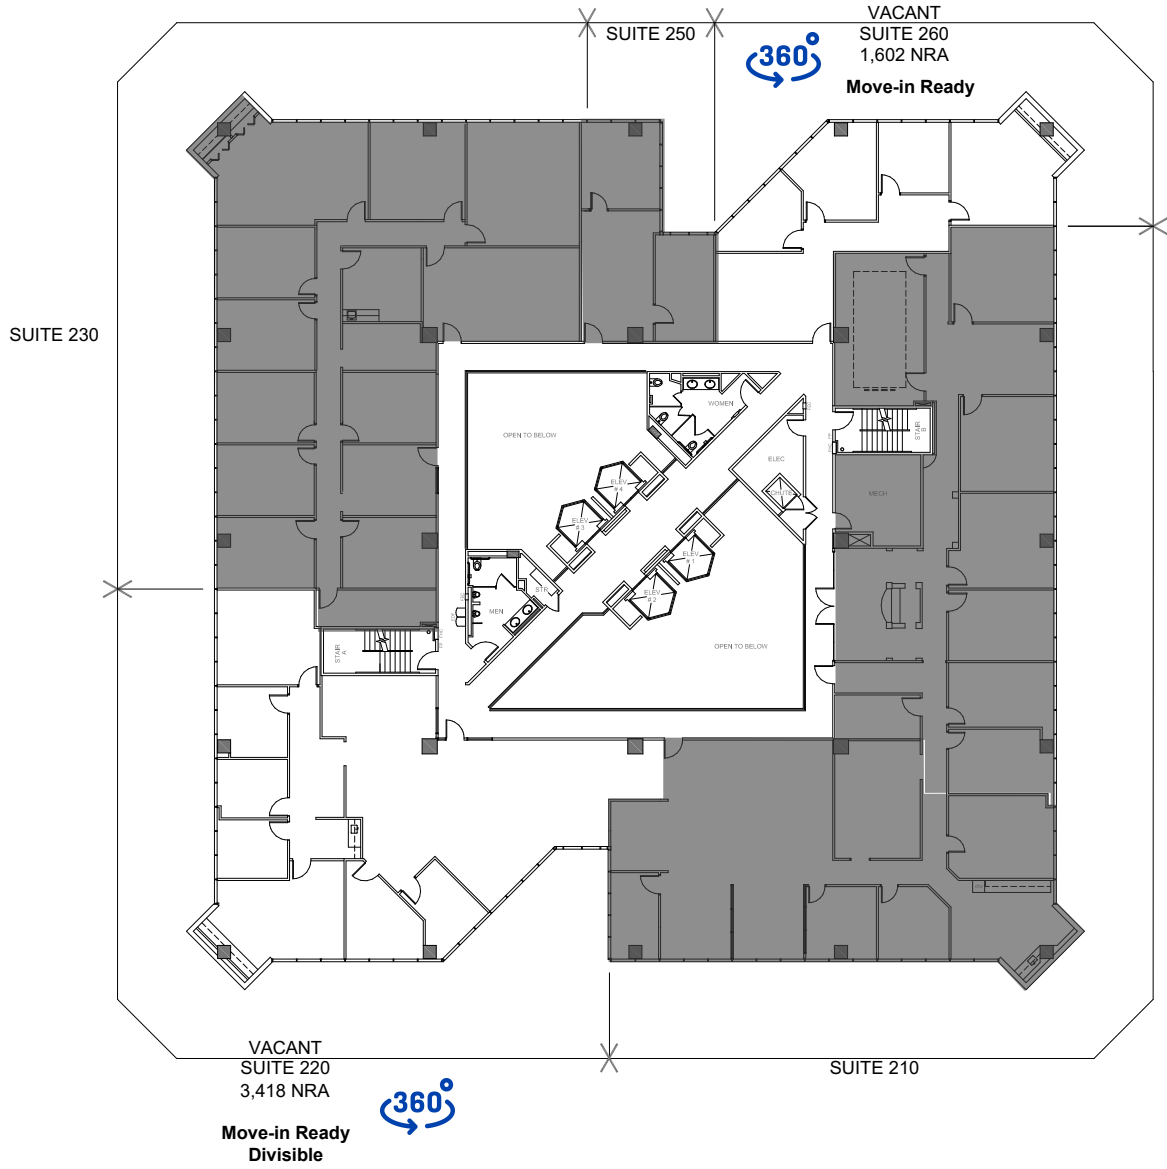 SUITE 250
VACANT
SUITE 260
1,602 NRA
Move-in Ready
360°
SUITE 230
WOMEN
OPEN TO BELOW
ELEC
STAIR B
ELEV # 4
CHUTE
MECH
ELEV # 3
ELEV # 1
STR
ELEV # 2
MEN
STAIR A
OPEN TO BELOW
VACANT
SUITE 220
3,418 NRA
Move-in Ready
Divisible
360°
SUITE 210